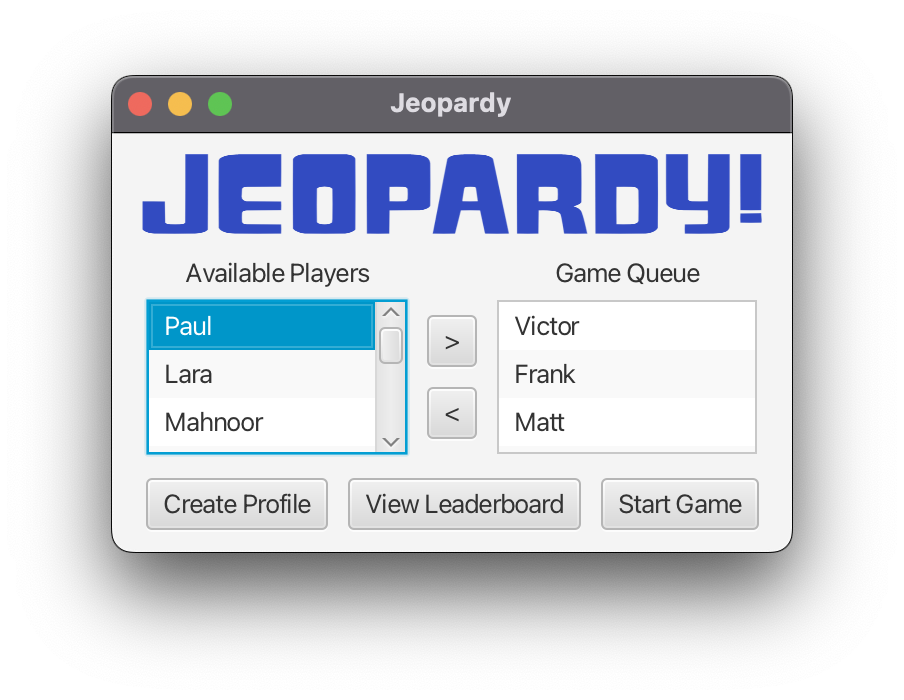 Jeopardy
JEOPARDY!
Available Players
Game Queue
Paul
Lara
Mahnoor
>
<
Victor
Frank
Matt
Create Profile
View Leaderboard
Start Game